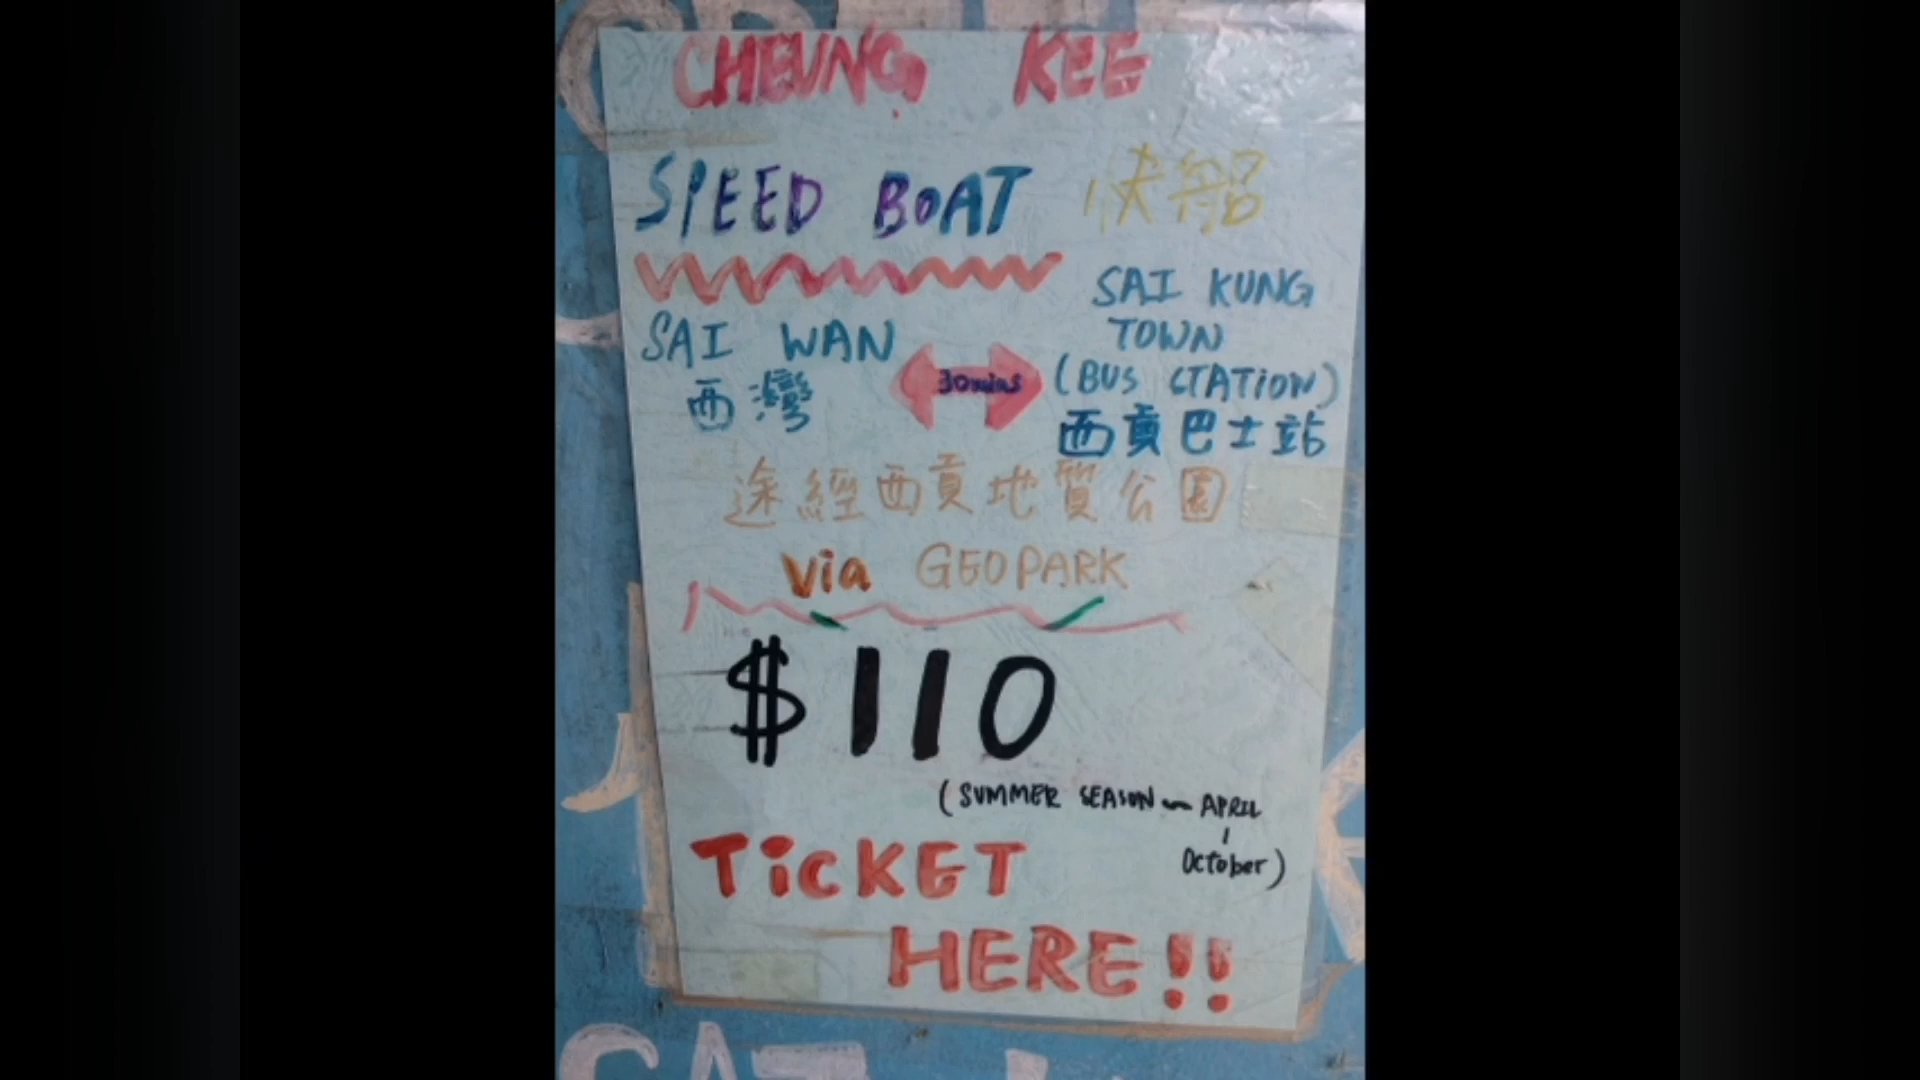 CHEUNG KEE
SPEED BOAT 快船
SAI WAN
西灣
30mins
SAI KUNG
TOWN
(BUS STATION)
西貢巴士站
途經西貢地質公園
via GEOPARK
$110
(SUMMER SEASON — APRIL
|
October)
TiCKET
HERE!!